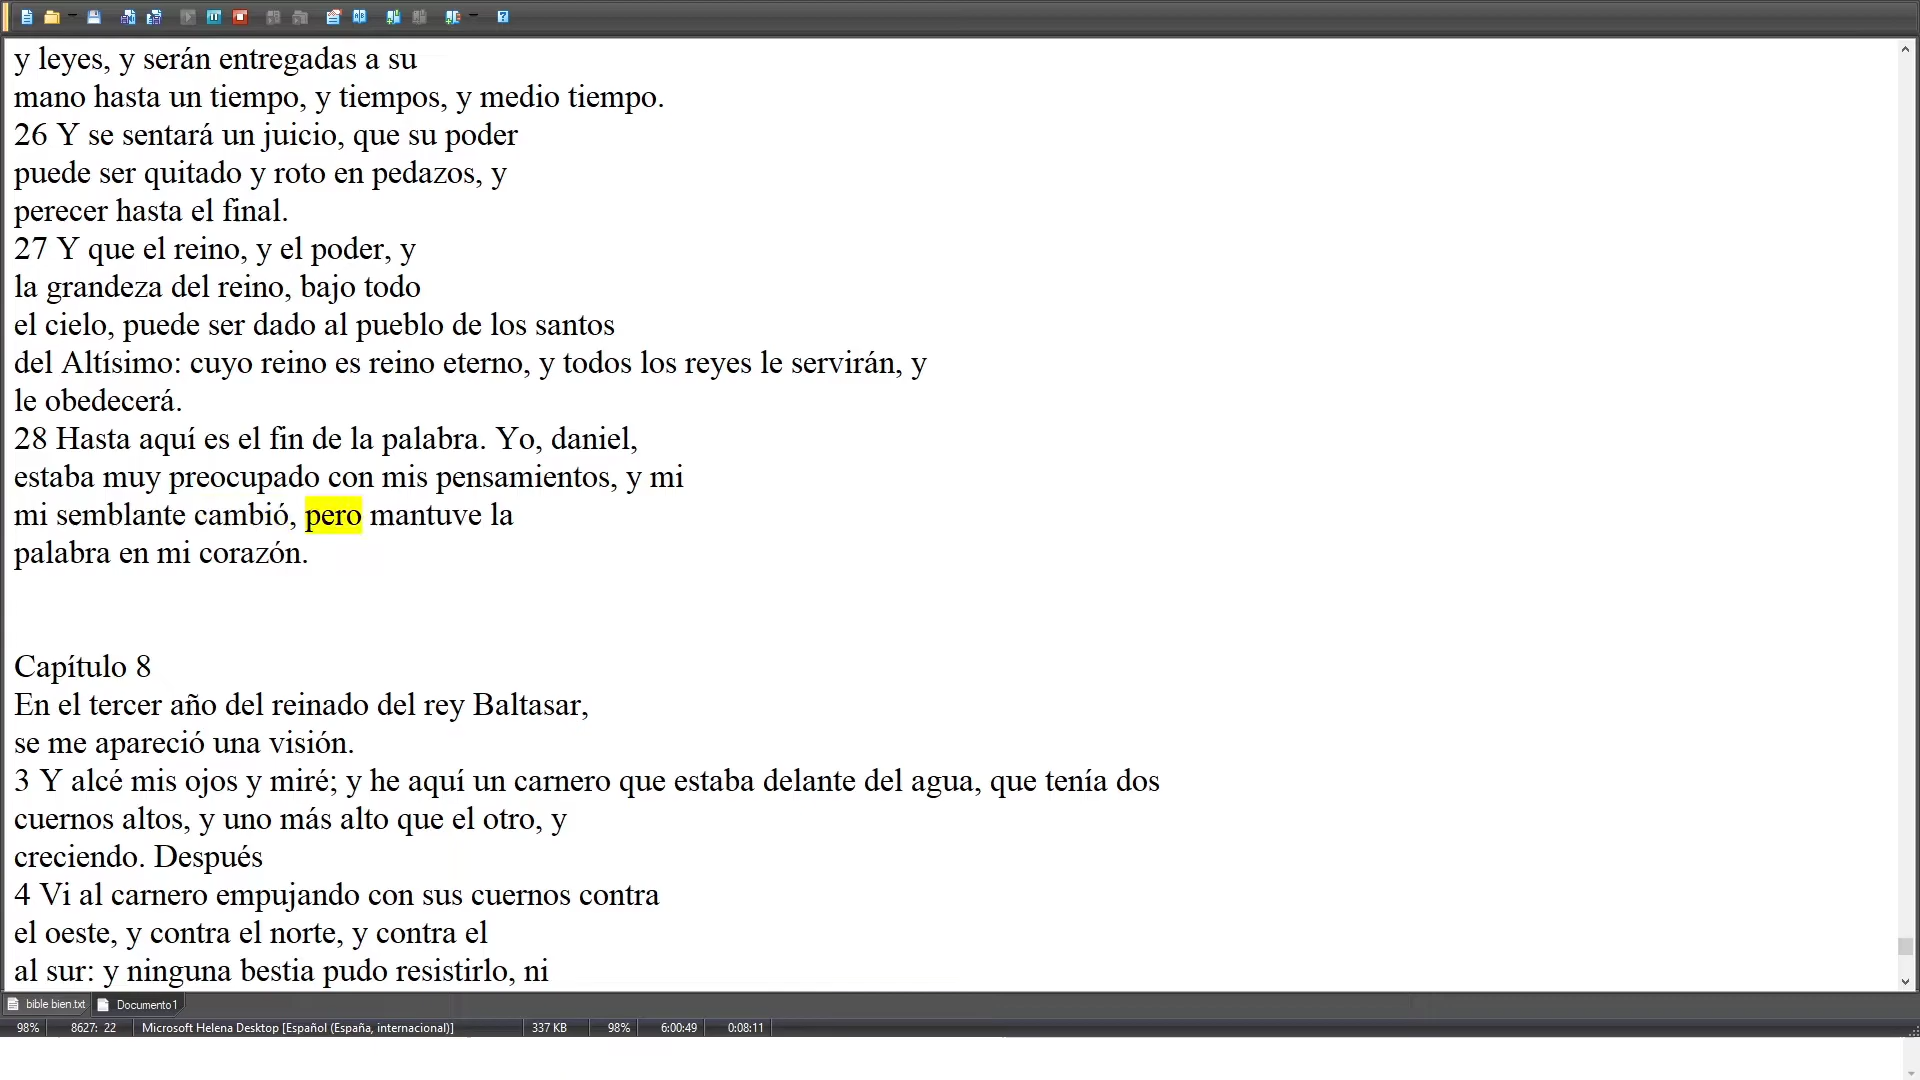 y leyes, y serán entregadas a su
mano hasta un tiempo, y tiempos, y medio tiempo.
26 Y se sentará un juicio, que su poder
puede ser quitado y roto en pedazos, y
perecer hasta el final.
27 Y que el reino, y el poder, y
la grandeza del reino, bajo todo
el cielo, puede ser dado al pueblo de los santos
del Altísimo: cuyo reino es reino eterno, y todos los reyes le servirán, y
le obedecerá.
28 Hasta aquí es el fin de la palabra. Yo, daniel,
estaba muy preocupado con mis pensamientos, y mi
mi semblante cambió, pero mantuve la
palabra en mi corazón.
Capítulo 8
En el tercer año del reinado del rey Baltasar,
se me apareció una visión.
3 Y alcé mis ojos y miré; y he aquí un carnero que estaba delante del agua, que tenía dos
cuernos altos, y uno más alto que el otro, y
creciendo. Después
4 Vi al carnero empujando con sus cuernos contra
el oeste, y contra el norte, y contra el
al sur: y ninguna bestia pudo resistirlo, ni
bible bien.txt Documento1
98% 8627: 22 Microsoft Helena Desktop [Español (España, internacional)] 337 KB 98% 6:00:49 0:08:11